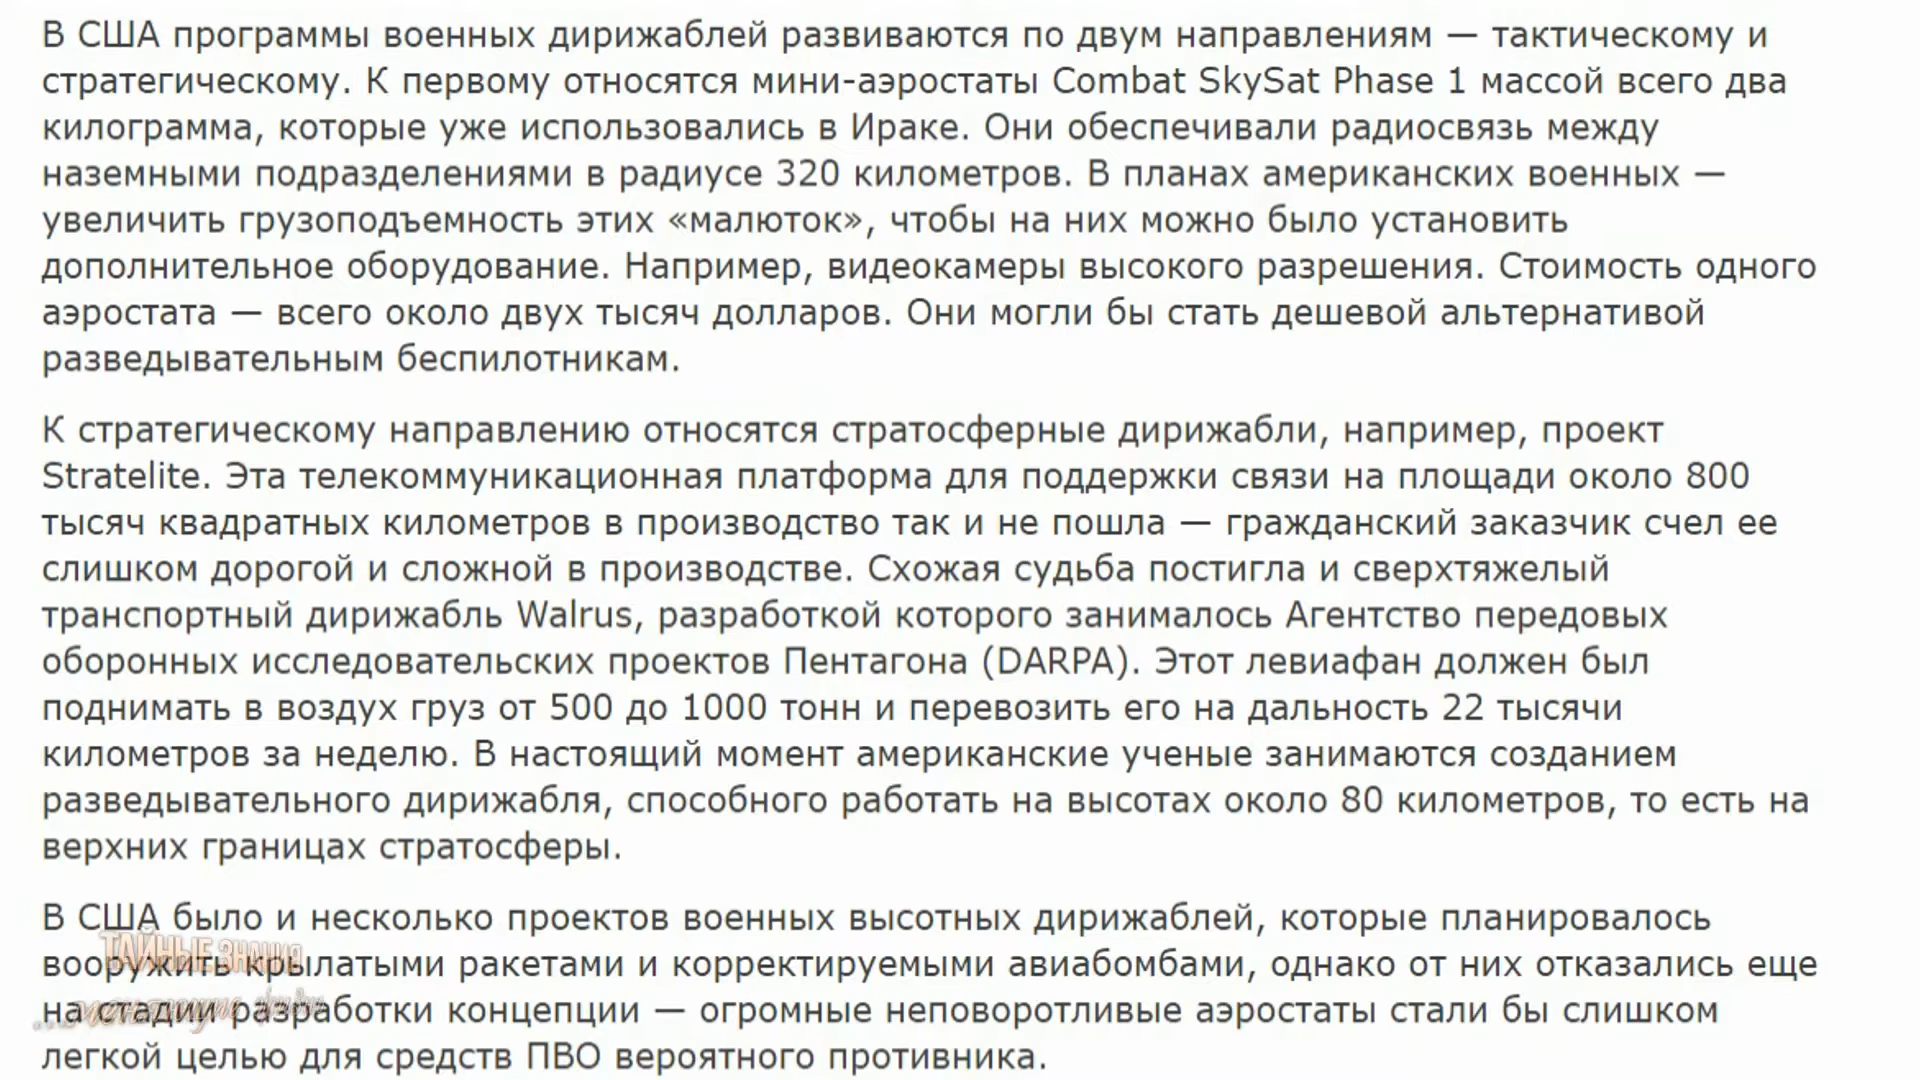 В США программы военных дирижаблей развиваются по двум направлениям — тактическому и
стратегическому. К первому относятся мини-аэростаты Combat SkySat Phase 1 массой всего два
килограмма, которые уже использовались в Ираке. Они обеспечивали радиосвязь между
наземными подразделениями в радиусе 320 километров. В планах американских военных —
увеличить грузоподъемность этих «малюток», чтобы на них можно было установить
дополнительное оборудование. Например, видеокамеры высокого разрешения. Стоимость одного
аэростата — всего около двух тысяч долларов. Они могли бы стать дешевой альтернативой
разведывательным беспилотникам.
К стратегическому направлению относятся стратосферные дирижабли, например, проект
Stratelite. Эта телекоммуникационная платформа для поддержки связи на площади около 800
тысяч квадратных километров в производство так и не пошла — гражданский заказчик счел ее
слишком дорогой и сложной в производстве. Схожая судьба постигла и сверхтяжелый
транспортный дирижабль Walrus, разработкой которого занималось Агентство передовых
оборонных исследовательских проектов Пентагона (DARPA). Этот левиафан должен был
поднимать в воздух груз от 500 до 1000 тонн и перевозить его на дальность 22 тысячи
километров за неделю. В настоящий момент американские ученые занимаются созданием
разведывательного дирижабля, способного работать на высотах около 80 километров, то есть на
верхних границах стратосферы.
В США было и несколько проектов военных высотных дирижаблей, которые планировалось
вооружить крылатыми ракетами и корректируемыми авиабомбами, однако от них отказались еще
на стадии разработки концепции — огромные неповоротливые аэростаты стали бы слишком
легкой целью для средств ПВО вероятного противника.
ТАЙНЫЕ ЗНАНИЯ